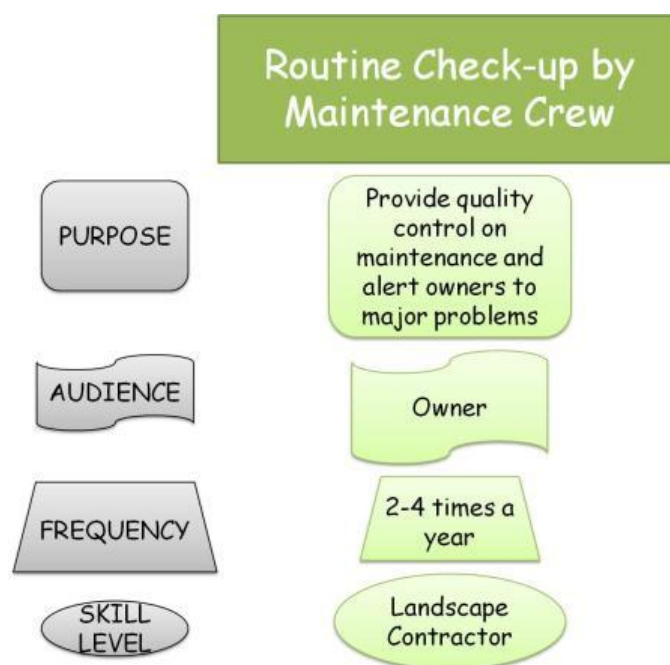 Routine Check-up by
Maintenance Crew
PURPOSE
Provide quality
control on
maintenance and
alert owners to
major problems
AUDIENCE
Owner
FREQUENCY
2-4 times a
year
SKILL
LEVEL
Landscape
Contractor